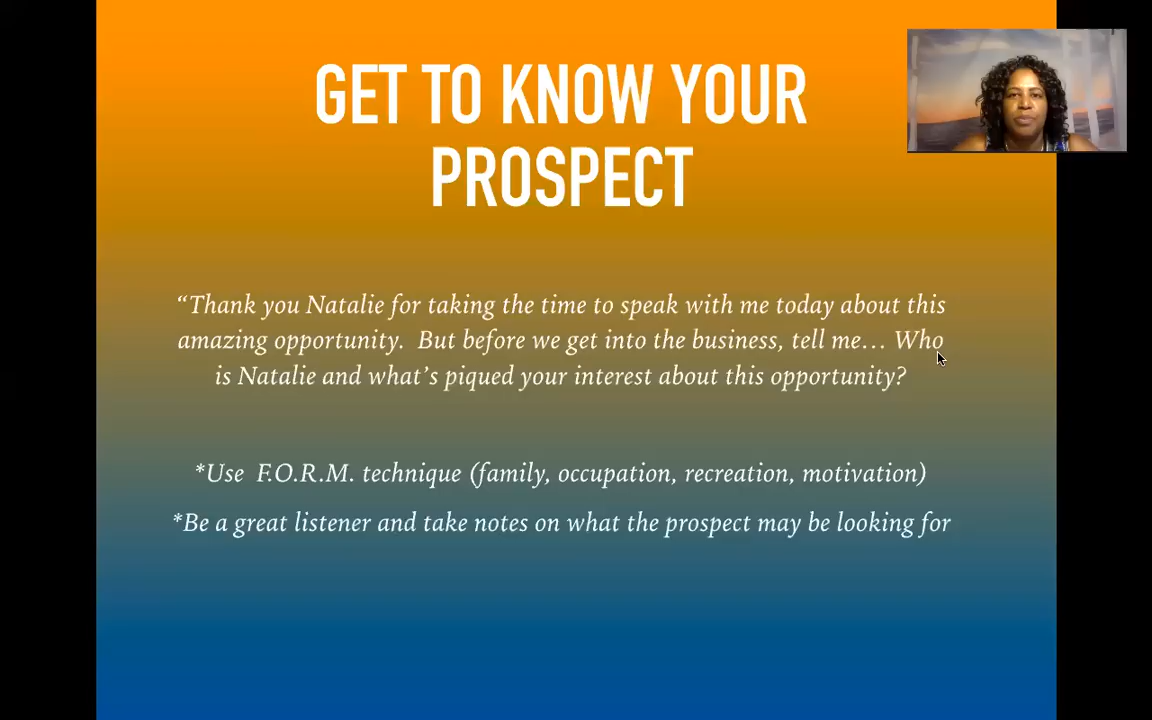 GET TO KNOW YOUR
PROSPECT
“Thank you Natalie for taking the time to speak with me today about this
amazing opportunity.  But before we get into the business, tell me… Who
is Natalie and what’s piqued your interest about this opportunity?
*Use  F.O.R.M. technique (family, occupation, recreation, motivation)
*Be a great listener and take notes on what the prospect may be looking for